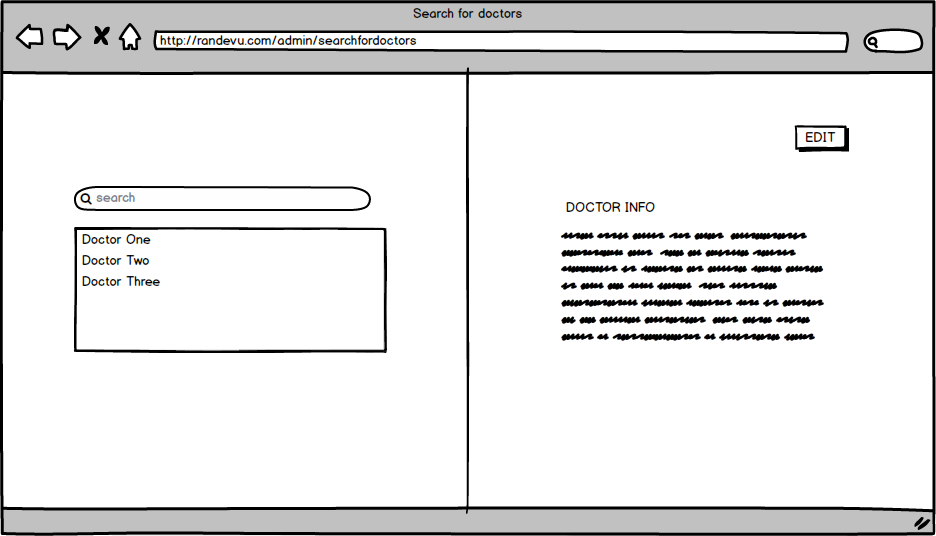 Search for doctors
http://randevu.com/admin/searchfordoctors
search
Doctor One
Doctor Two
Doctor Three
EDIT
DOCTOR INFO